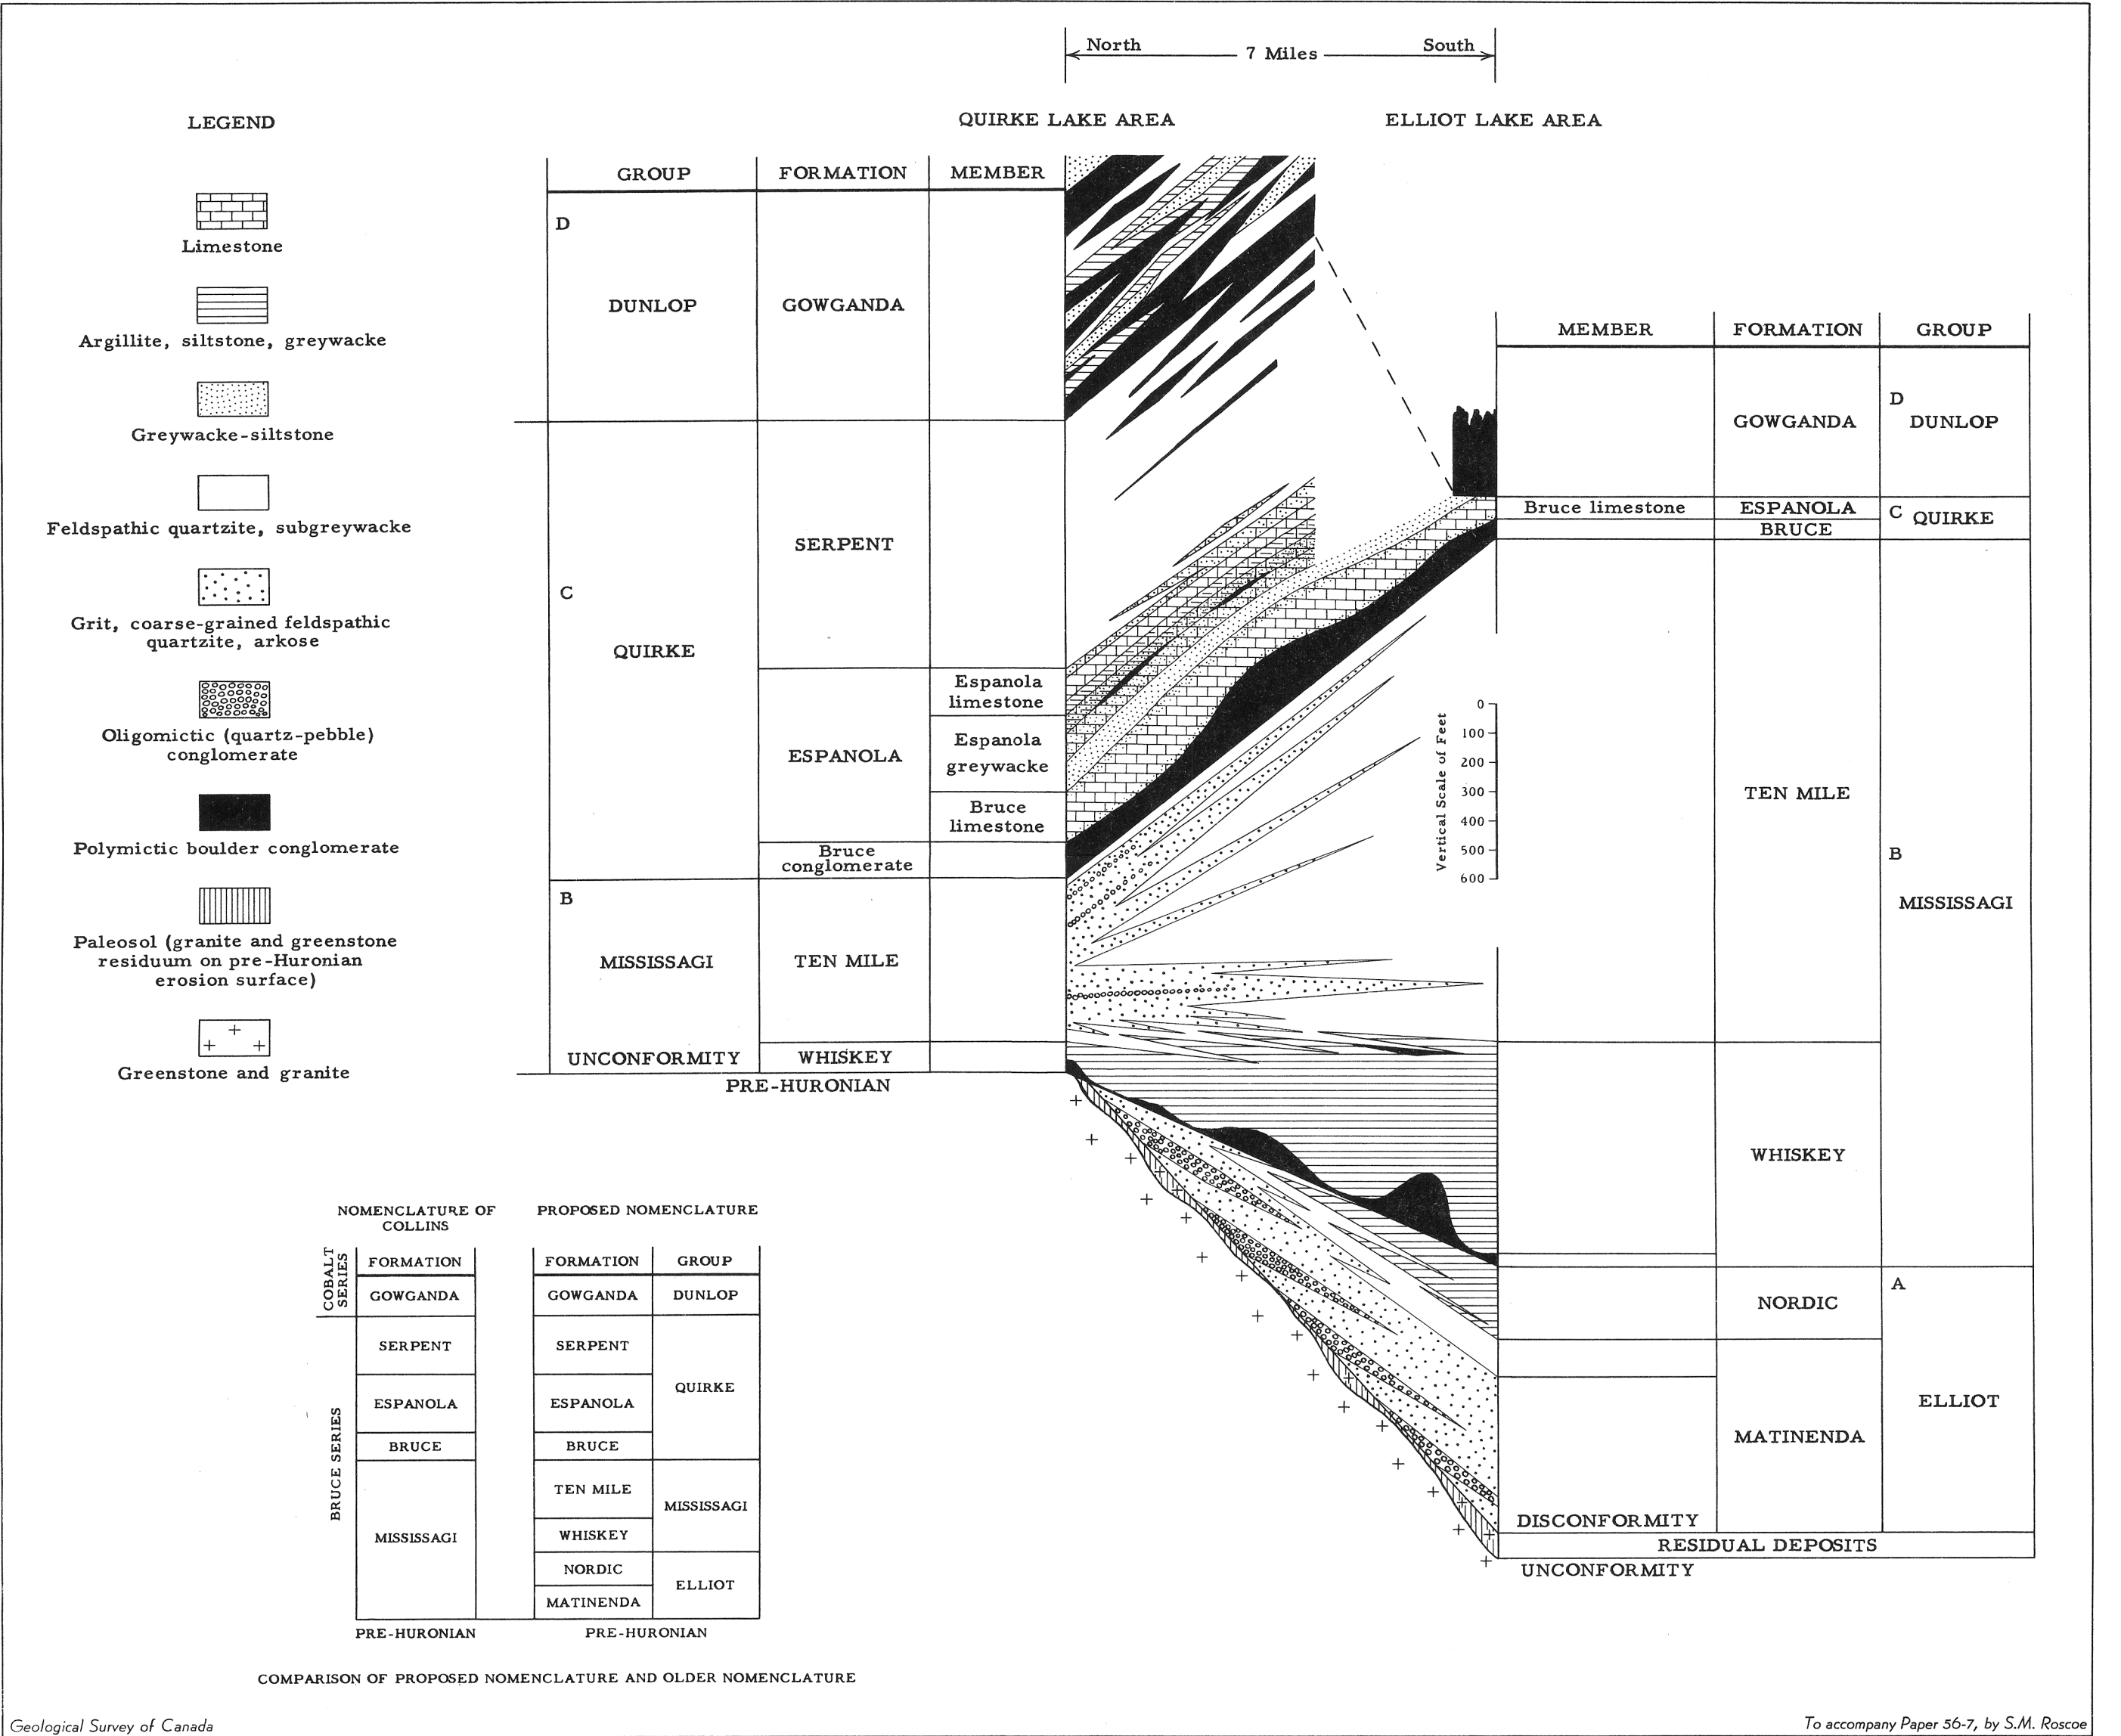 North
7 Miles
South
LEGEND
QUIRKE LAKE AREA
ELLIOT LAKE AREA
Limestone
Argillite, siltstone, greywacke
Greywacke-siltstone
Feldspathic quartzite, subgreywacke
Grit, coarse-grained feldspathic
quartzite, arkose
Oligomictic (quartz-pebble)
conglomerate
Polymictic boulder conglomerate
Paleosol (granite and greenstone
residuum on pre-Huronian
erosion surface)
Greenstone and granite
GROUP
FORMATION
MEMBER
D
DUNLOP
GOWGANDA
C
QUIRKE
SERPENT
ESPANOLA
Espanola
limestone
Espanola
greywacke
Bruce
limestone
Bruce
conglomerate
B
MISSISSAGI
TEN MILE
UNCONFORMITY
WHISKEY
PRE-HURONIAN
MEMBER
FORMATION
GROUP
GOWGANDA
D
DUNLOP
Bruce limestone
ESPANOLA
BRUCE
C
QUIRKE
Vertical Scale of Feet
0
100
200
300
400
500
600
TEN MILE
B
MISSISSAGI
WHISKEY
NORDIC
A
ELLIOT
MATINENDA
DISCONFORMITY
RESIDUAL DEPOSITS
UNCONFORMITY
NOMENCLATURE OF
COLLINS
COBALT
SERIES
FORMATION
GOWGANDA
BRUCE SERIES
SERPENT
ESPANOLA
BRUCE
MISSISSAGI
PRE-HURONIAN
PROPOSED NOMENCLATURE
FORMATION
GROUP
GOWGANDA
DUNLOP
SERPENT
QUIRKE
ESPANOLA
BRUCE
TEN MILE
MISSISSAGI
WHISKEY
NORDIC
ELLIOT
MATINENDA
PRE-HURONIAN
COMPARISON OF PROPOSED NOMENCLATURE AND OLDER NOMENCLATURE
Geological Survey of Canada
To accompany Paper 56-7, by S.M. Roscoe